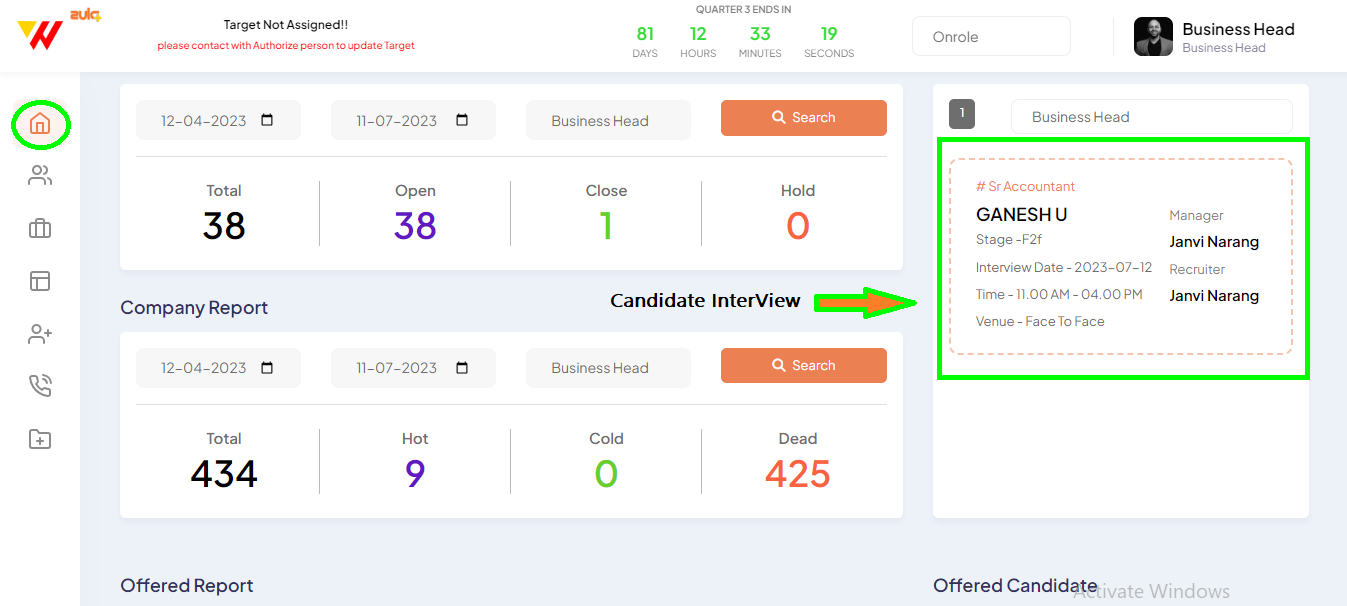 plus
Target Not Assigned!!
please contact with Authorize person to update Target
QUARTER 3 ENDS IN
81 12 33 19
DAYS HOURS MINUTES SECONDS
Onrole
Business Head
Business Head
12-04-2023 11-07-2023 Business Head Search
Total Open Close Hold
38 38 1 0
Company Report
Candidate InterView
12-04-2023 11-07-2023 Business Head Search
Total Hot Cold Dead
434 9 0 425
Offered Report
1 Business Head
# Sr Accountant
GANESH U
Stage -F2f
Interview Date - 2023-07-12
Time - 11.00 AM - 04.00 PM
Venue - Face To Face
Manager
Janvi Narang
Recruiter
Janvi Narang
Offered Candidate
Activate Windows